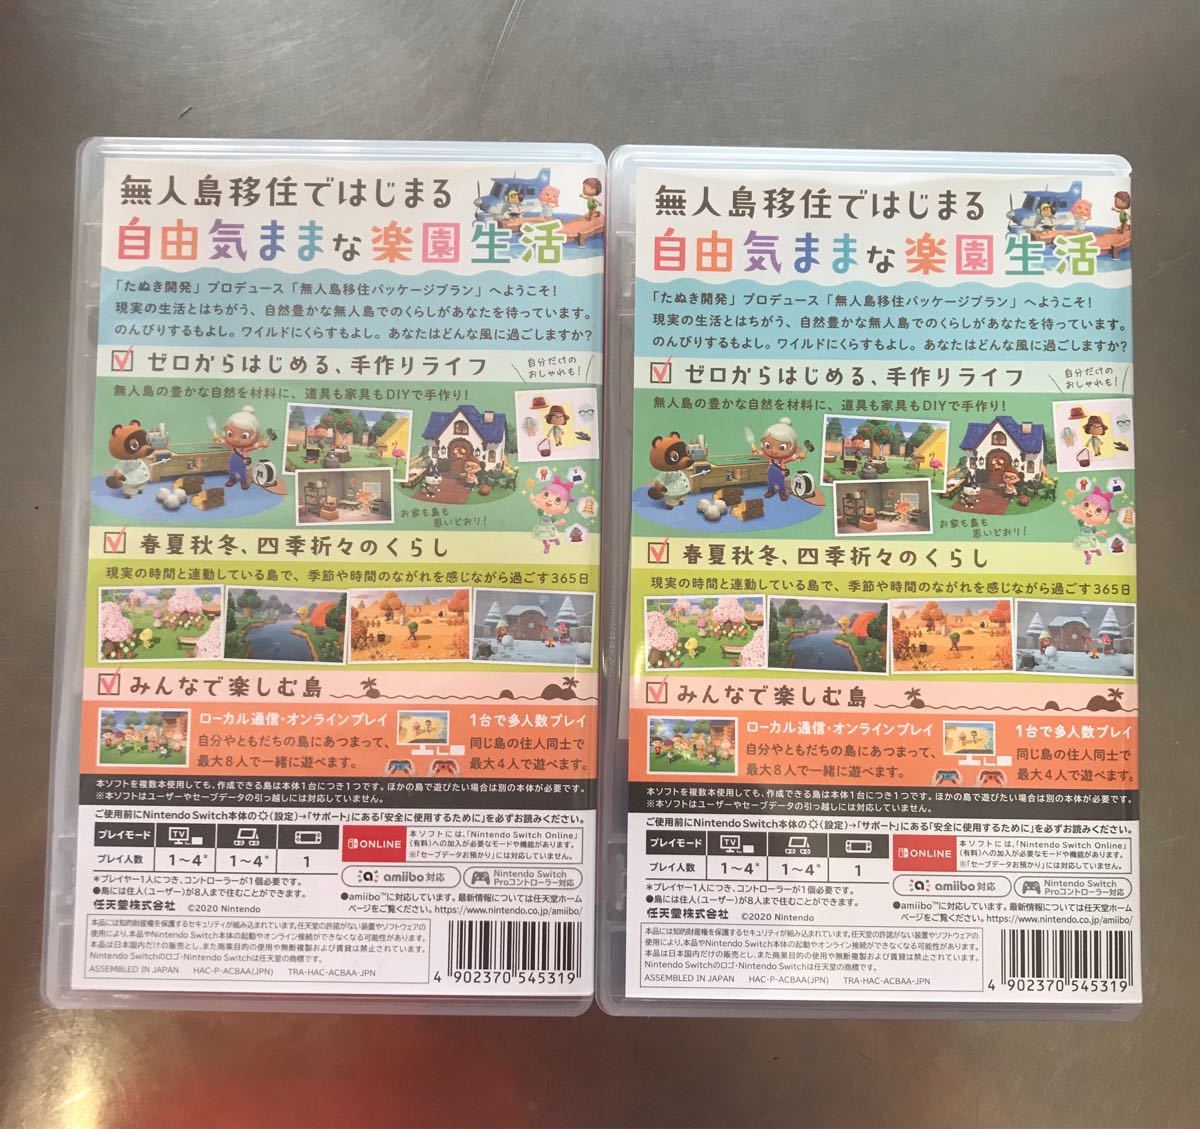 無人島移住ではじまる
自由気ままな楽園生活
「たぬき開発」プロデュース「無人島移住パッケージプラン」へようこそ!
現実の生活とはちがう、自然豊かな無人島でのくらしがあなたを待っています。
のんびりするもよし。ワイルドにくらすもよし。あなたはどんな風に過ごしますか?
ゼロからはじめる、手作りライフ
自分だけの
おしゃれも!
無人島の豊かな自然を材料に、道具も家具もDIYで手作り!
お家も島も
思いどおり!
春夏秋冬、四季折々のくらし
現実の時間と連動している島で、季節や時間のながれを感じながら過ごす365日
みんなで楽しむ島
ローカル通信・オンラインプレイ
自分やともだちの島にあつまって、
最大8人で一緒に遊べます。
1台で多人数プレイ
同じ島の住人同士で
最大4人で遊べます。
本ソフトを複数本使用しても、作成できる島は本体1台につき1つです。ほかの島で遊びたい場合は別の本体が必要です。
※本ソフトはユーザーやセーブデータの引っ越しには対応していません。
ご使用前にNintendo Switch本体の(設定)→「サポート」にある「安全に使用するために」を必ずお読みください。
プレイモード TV
プレイ人数 1~4* 1~4* 1
ONLINE
本ソフトには、「Nintendo Switch Online」
(有料)への加入が必要なモードや機能があります。
※「セーブデータお預かり」には対応していません。
*プレイヤー1人につき、コントローラーが1個必要です。
●島には住人(ユーザー)が8人まで住むことができます。
任天堂株式会社 ©2020 Nintendo
amiibo 対応
Nintendo Switch
Proコントローラー対応
●amiibo™に対応しています。最新情報については任天堂ホーム
ページをご覧ください。https://www.nintendo.co.jp/amiibo/
本品には知的財産権を保護するセキュリティが組み込まれています。任天堂の許諾がない装置やソフトウェアの
使用により、本品やNintendo Switch本体の起動やオンライン接続ができなくなる可能性があります。
本品は日本国内だけの販売とし、また商業目的の使用や無断複製および賃貸は禁止されています。
Nintendo Switchのロゴ・Nintendo Switchは任天堂の商標です。
ASSEMBLED IN JAPAN HAC-P-ACBAA(JPN) TRA-HAC-ACBAA-JPN
4 902370 545319
無人島移住ではじまる
自由気ままな楽園生活
「たぬき開発」プロデュース「無人島移住パッケージプラン」へようこそ!
現実の生活とはちがう、自然豊かな無人島でのくらしがあなたを待っています。
のんびりするもよし。ワイルドにくらすもよし。あなたはどんな風に過ごしますか?
ゼロからはじめる、手作りライフ
自分だけの
おしゃれも!
無人島の豊かな自然を材料に、道具も家具もDIYで手作り!
お家も島も
思いどおり!
春夏秋冬、四季折々のくらし
現実の時間と連動している島で、季節や時間のながれを感じながら過ごす365日
みんなで楽しむ島
ローカル通信・オンラインプレイ
自分やともだちの島にあつまって、
最大8人で一緒に遊べます。
1台で多人数プレイ
同じ島の住人同士で
最大4人で遊べます。
本ソフトを複数本使用しても、作成できる島は本体1台につき1つです。ほかの島で遊びたい場合は別の本体が必要です。
※本ソフトはユーザーやセーブデータの引っ越しには対応していません。
ご使用前にNintendo Switch本体の(設定)→「サポート」にある「安全に使用するために」を必ずお読みください。
プレイモード TV
プレイ人数 1~4* 1~4* 1
ONLINE
本ソフトには、「Nintendo Switch Online」
(有料)への加入が必要なモードや機能があります。
※「セーブデータお預かり」には対応していません。
*プレイヤー1人につき、コントローラーが1個必要です。
●島には住人(ユーザー)が8人まで住むことができます。
任天堂株式会社 ©2020 Nintendo
amiibo 対応
Nintendo Switch
Proコントローラー対応
●amiibo™に対応しています。最新情報については任天堂ホーム
ページをご覧ください。https://www.nintendo.co.jp/amiibo/
本品には知的財産権を保護するセキュリティが組み込まれています。任天堂の許諾がない装置やソフトウェアの
使用により、本品やNintendo Switch本体の起動やオンライン接続ができなくなる可能性があります。
本品は日本国内だけの販売とし、また商業目的の使用や無断複製および賃貸は禁止されています。
Nintendo Switchのロゴ・Nintendo Switchは任天堂の商標です。
ASSEMBLED IN JAPAN HAC-P-ACBAA(JPN) TRA-HAC-ACBAA-JPN
4 902370 545319